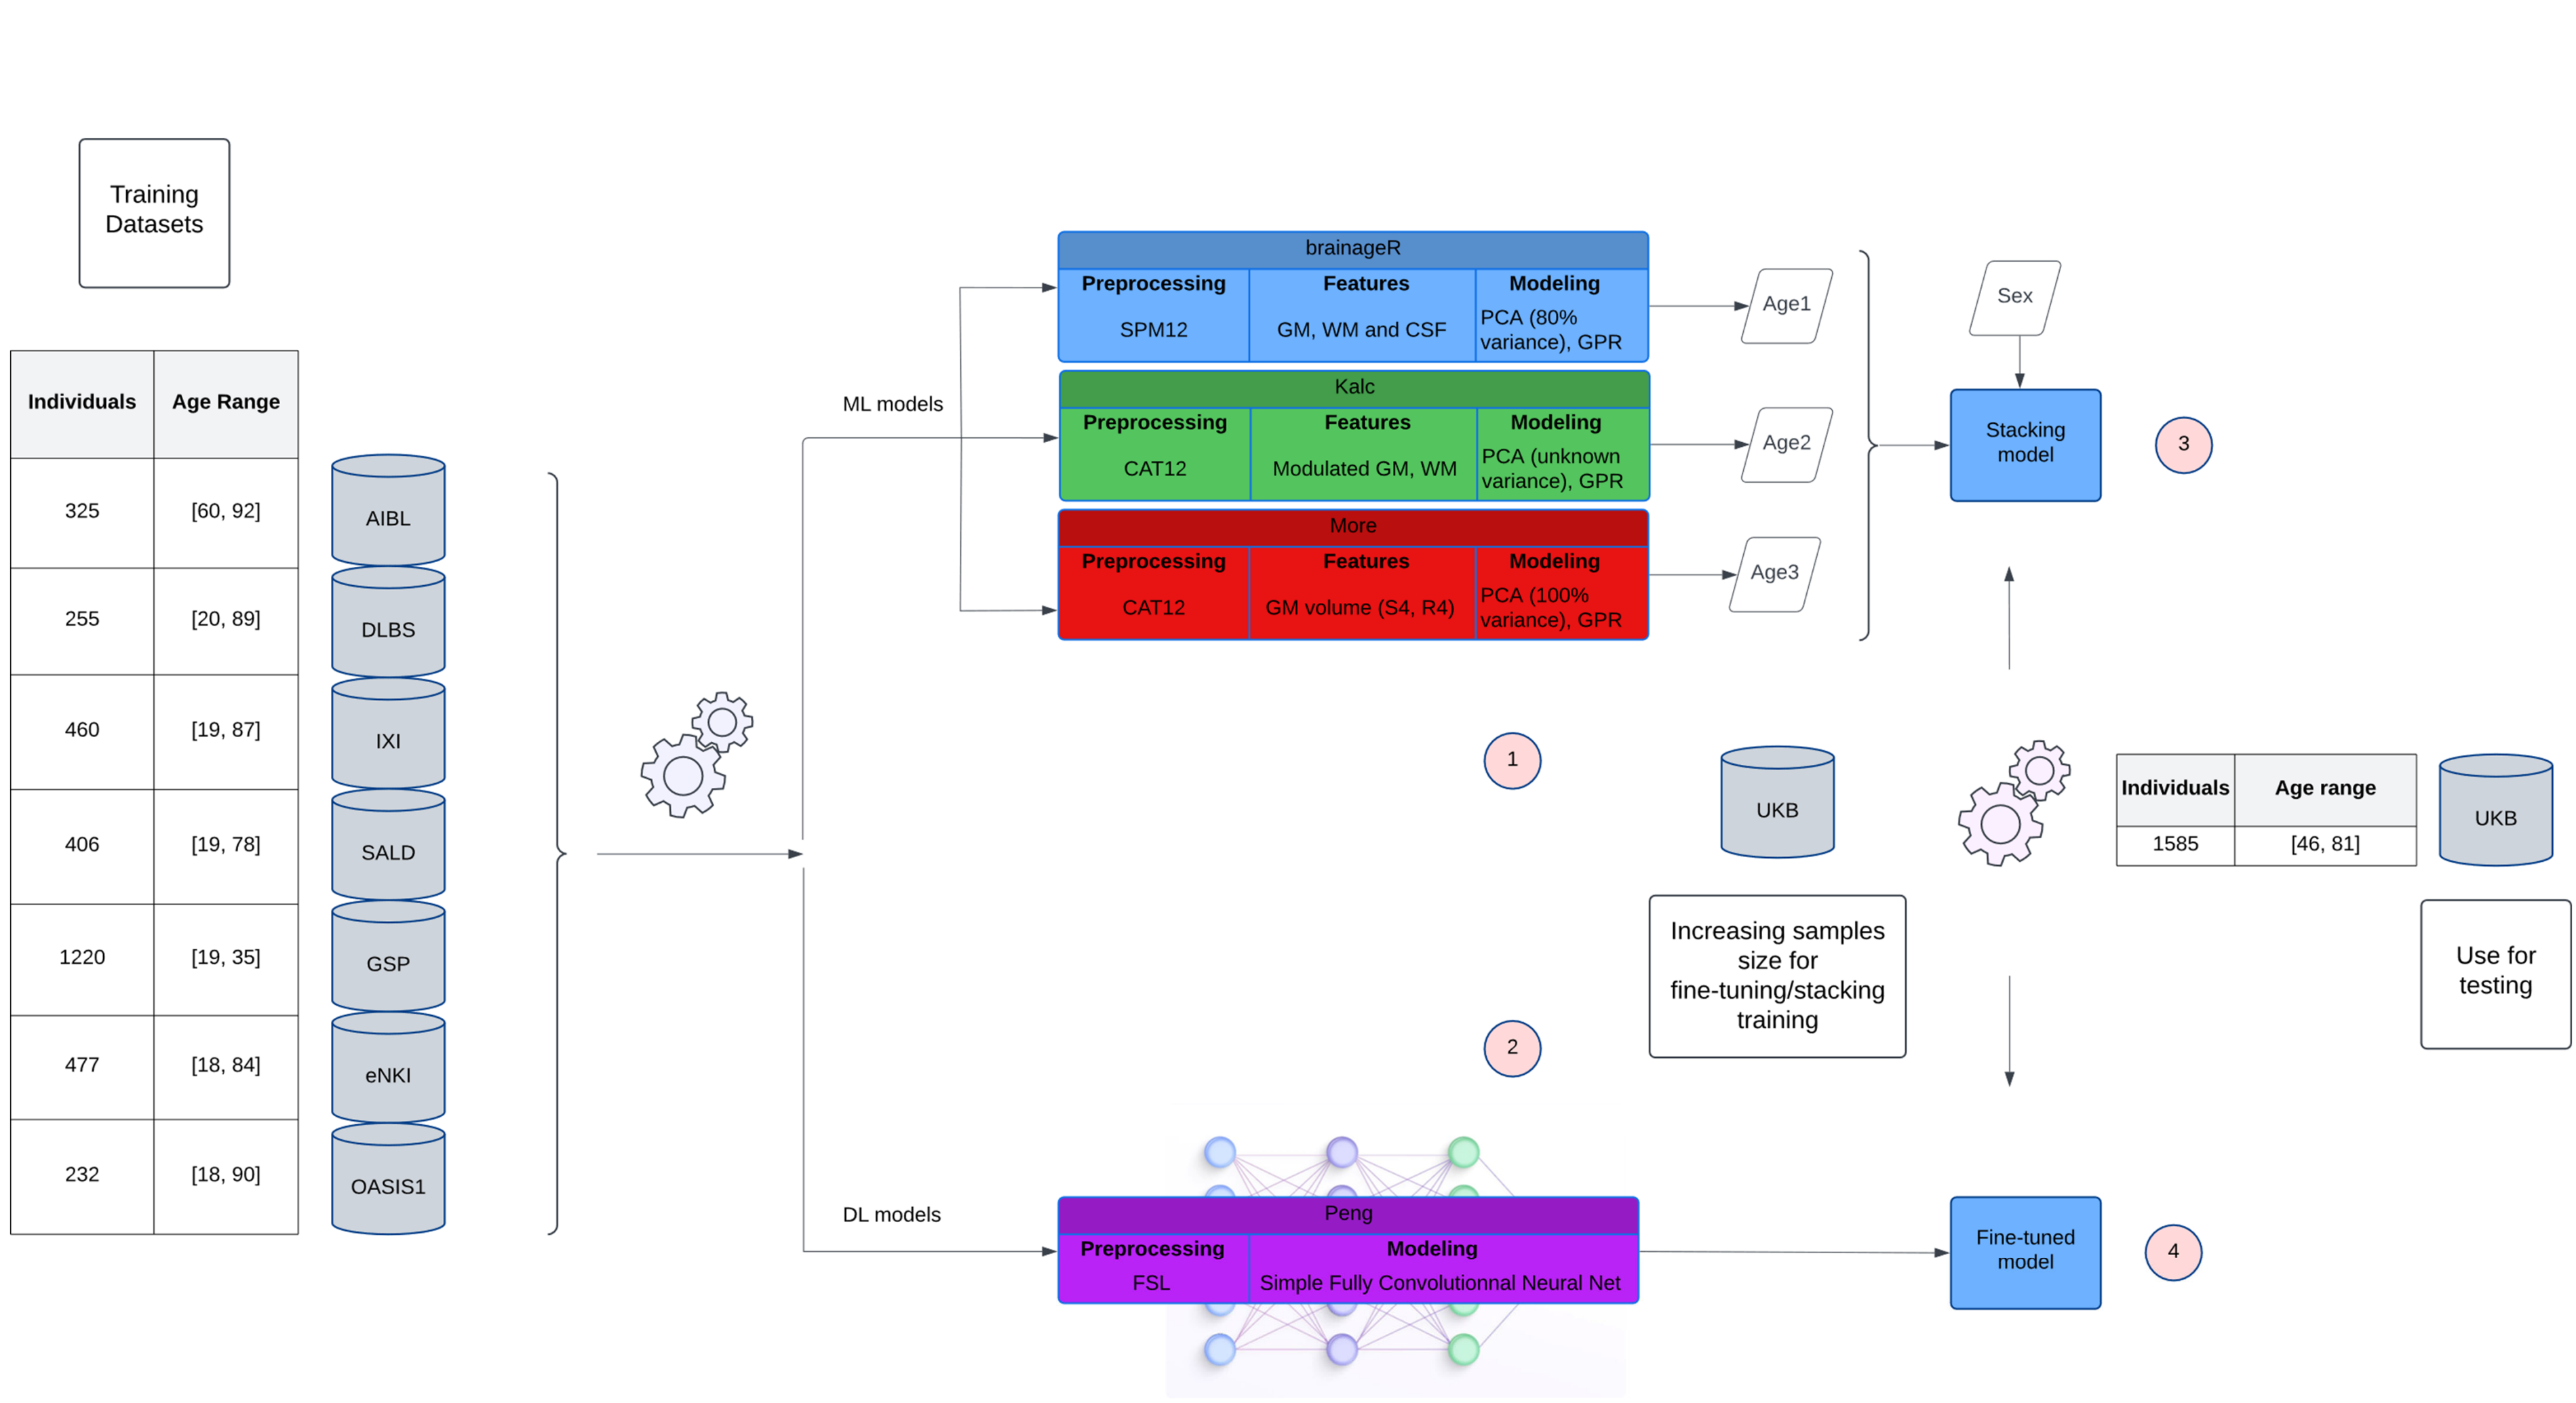 Training
Datasets
Individuals
Age Range
325
[60, 92]
AIBL
255
[20, 89]
DLBS
460
[19, 87]
IXI
406
[19, 78]
SALD
1220
[19, 35]
GSP
477
[18, 84]
eNKI
232
[18, 90]
OASIS1
ML models
brainageR
Preprocessing
Features
Modeling
SPM12
GM, WM and CSF
PCA (80%
variance), GPR
Kalc
Preprocessing
Features
Modeling
CAT12
Modulated GM, WM
PCA (unknown
variance), GPR
More
Preprocessing
Features
Modeling
CAT12
GM volume (S4, R4)
PCA (100%
variance), GPR
Age1
Age2
Age3
Sex
Stacking
model
3
1
UKB
Increasing samples
size for
fine-tuning/stacking
training
2
Individuals
Age range
1585
[46, 81]
UKB
Use for
testing
DL models
Peng
Preprocessing
Modeling
FSL
Simple Fully Convolutionnal Neural Net
Fine-tuned
model
4